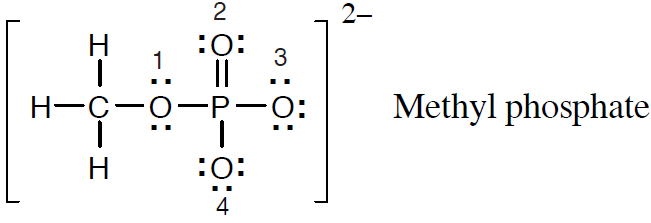 2 2–
H :O: 3
1
H C O P O: Methyl phosphate
H :O:
4